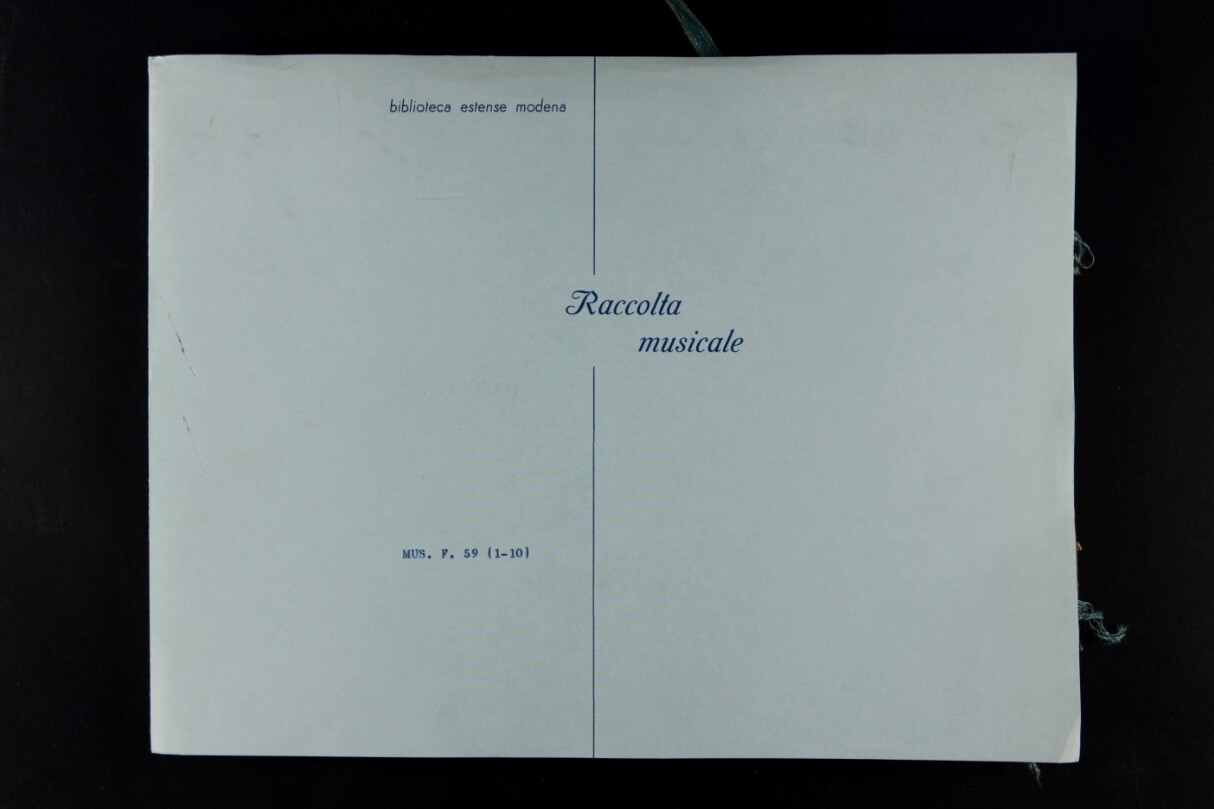 biblioteca estense modena
Raccolta
musicale
MUS. F. 59 (1-10)